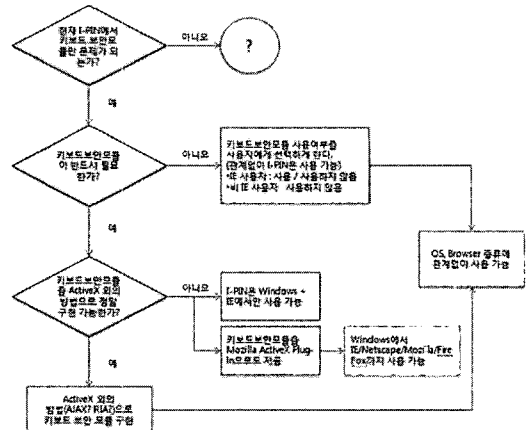 현재 I-PIN에서
키보드 보안모
듈만 문제가 되
는가?
아니오
?
예
키보드보안모듈
이 반드시 필요
한가?
아니오
키보드보안모듈 사용여부를
사용자에게 선택하게 한다.
(관계없이 I-PIN은 사용 가능)
•IE 사용자 : 사용 / 사용하지 않음
•비 IE 사용자 : 사용하지 않음
OS, Browser 종류에
관계없이 사용 가능
예
키보드보안모듈
을 ActiveX 외의
방법으로 정말
구현 가능한가?
아니오
I-PIN은 Windows +
IE에서만 사용 가능
키보드보안모듈을
Mozilla ActiveX Plug-
in으로도 제공
Windows에서
IE/Netscape/Mozilla/Fire
Fox까지 사용 가능
예
ActiveX 외의
방법(AJAX? RIA?)으로
키보드 보안 모듈 구현